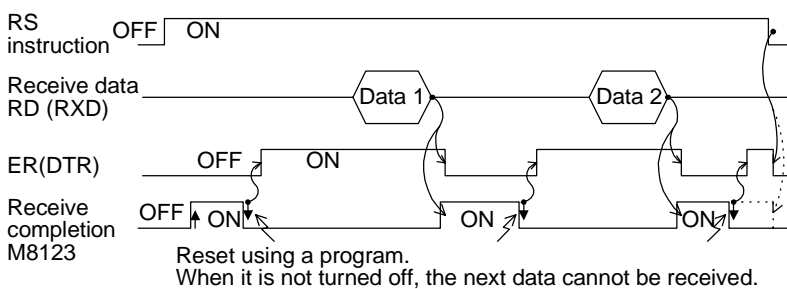 RS
instruction
OFF ON
Receive data
RD (RXD)
Data 1
Data 2
ER(DTR)
OFF ON
Receive
completion
M8123
OFF ON
ON
ON
Reset using a program.
When it is not turned off, the next data cannot be received.